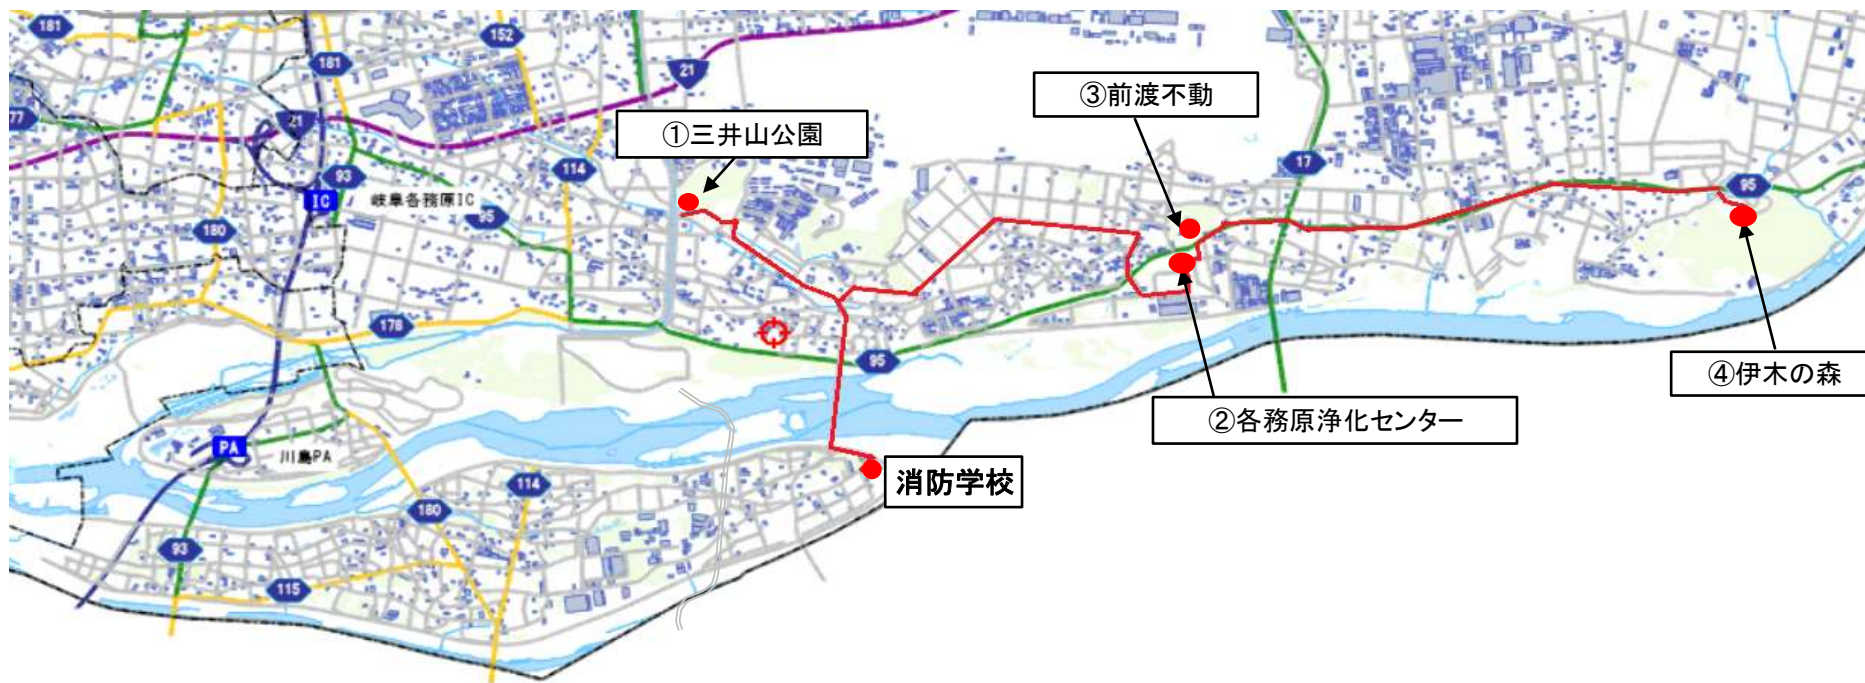 181
152
181
21
③前渡不動
77
21
①三井山公園
17
114
93
95
IC
岐阜各務原IC
95
180
178
95
④伊木の森
②各務原浄化センター
PA
川島PA
消防学校
114
180
93
115